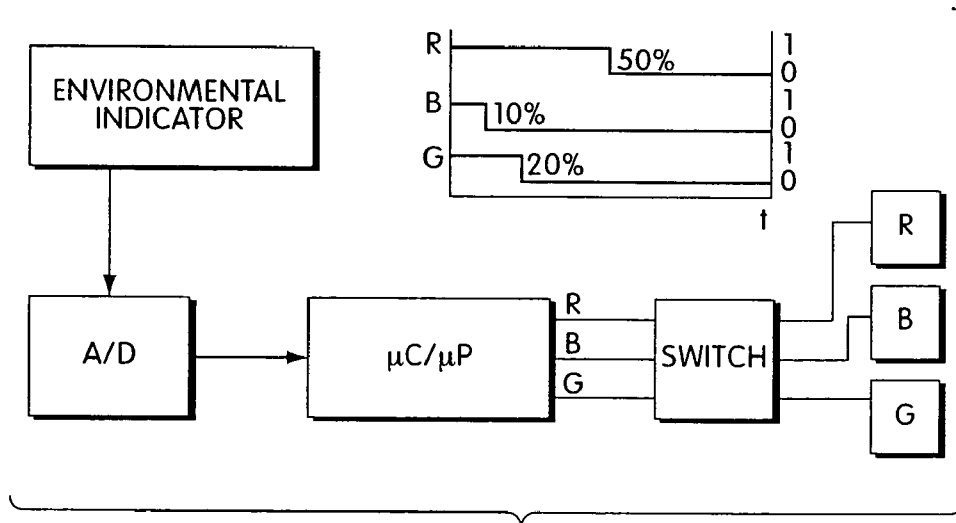 ENVIRONMENTAL
INDICATOR
R 50% 1
0
B 10% 1
0
G 20% 1
0
t
A/D
μC/μP
R
B
G
SWITCH
R
B
G